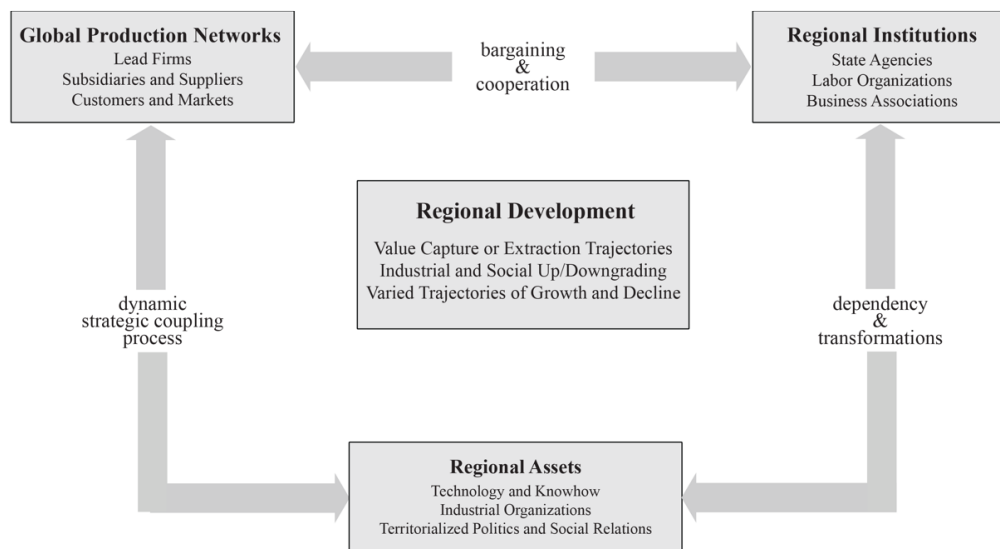 Global Production Networks
Lead Firms
Subsidiaries and Suppliers
Customers and Markets
bargaining
&
cooperation
Regional Institutions
State Agencies
Labor Organizations
Business Associations
Regional Development
Value Capture or Extraction Trajectories
Industrial and Social Up/Downgrading
Varied Trajectories of Growth and Decline
dynamic
strategic coupling
process
dependency
&
transformations
Regional Assets
Technology and Knowhow
Industrial Organizations
Territorialized Politics and Social Relations